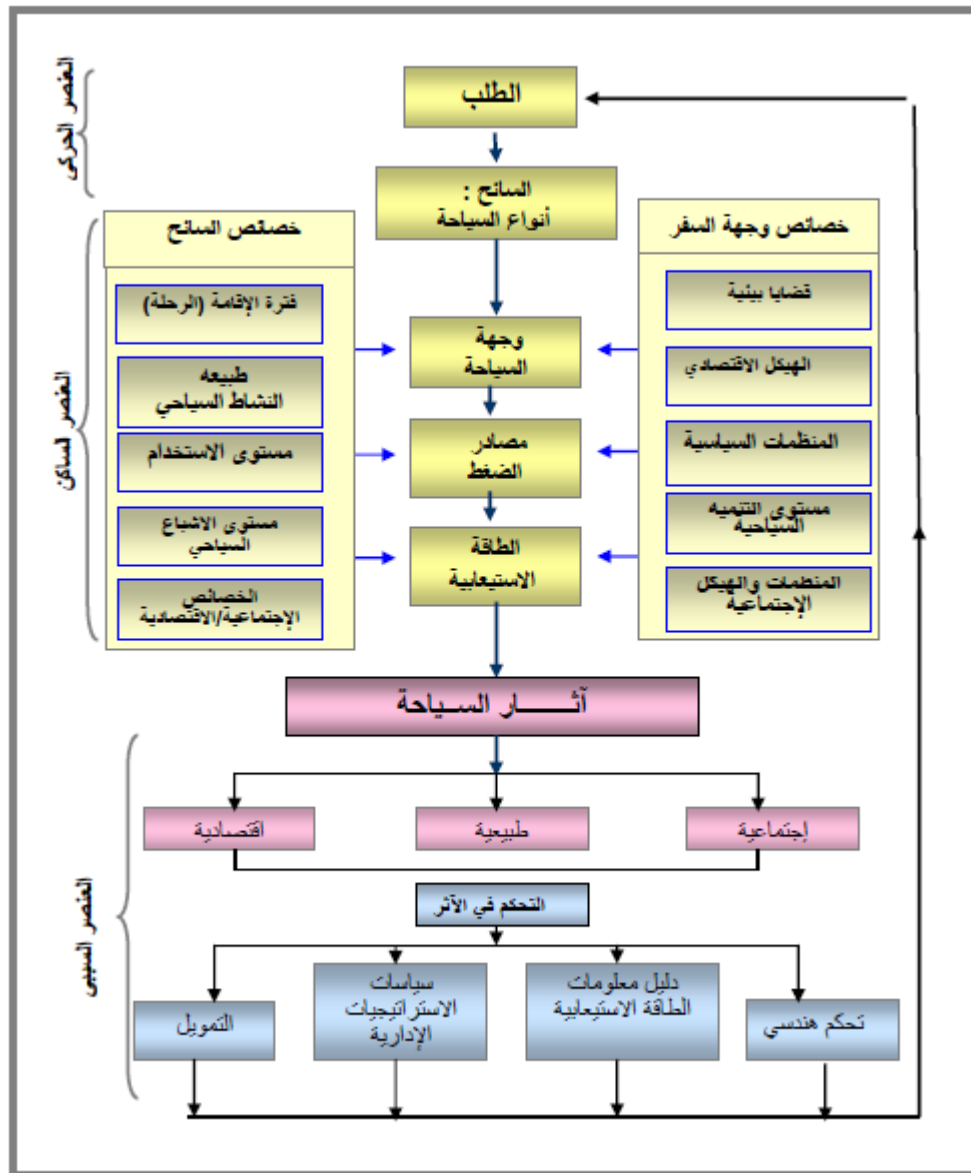 العنصر الحركى
الطلب
السائح :
أنواع السياحة
خصائص وجهة السفر
قضايا بيئية
الهيكل الاقتصادي
المنظمات السياسية
مستوى التنميه
السياحية
المنظمات والهيكل
الإجتماعية
وجهة
السياحة
مصادر
الضغط
الطاقة
الاستيعابية
خصائص السائح
فترة الإقامة (الرحلة)
طبيعه
النشاط السياحي
مستوى الاستخدام
مستوى الاشباع
السياحي
الخصائص
الإجتماعية/الاقتصادية
العنصر الساكن
آثـــــــار السـياحة
إجتماعية
طبيعية
اقتصادية
التحكم في الآثر
تحكم هندسي
دليل معلومات
الطاقة الاستيعابية
سياسات
الاستراتيجيات
الإدارية
التمويل
العنصر السببى